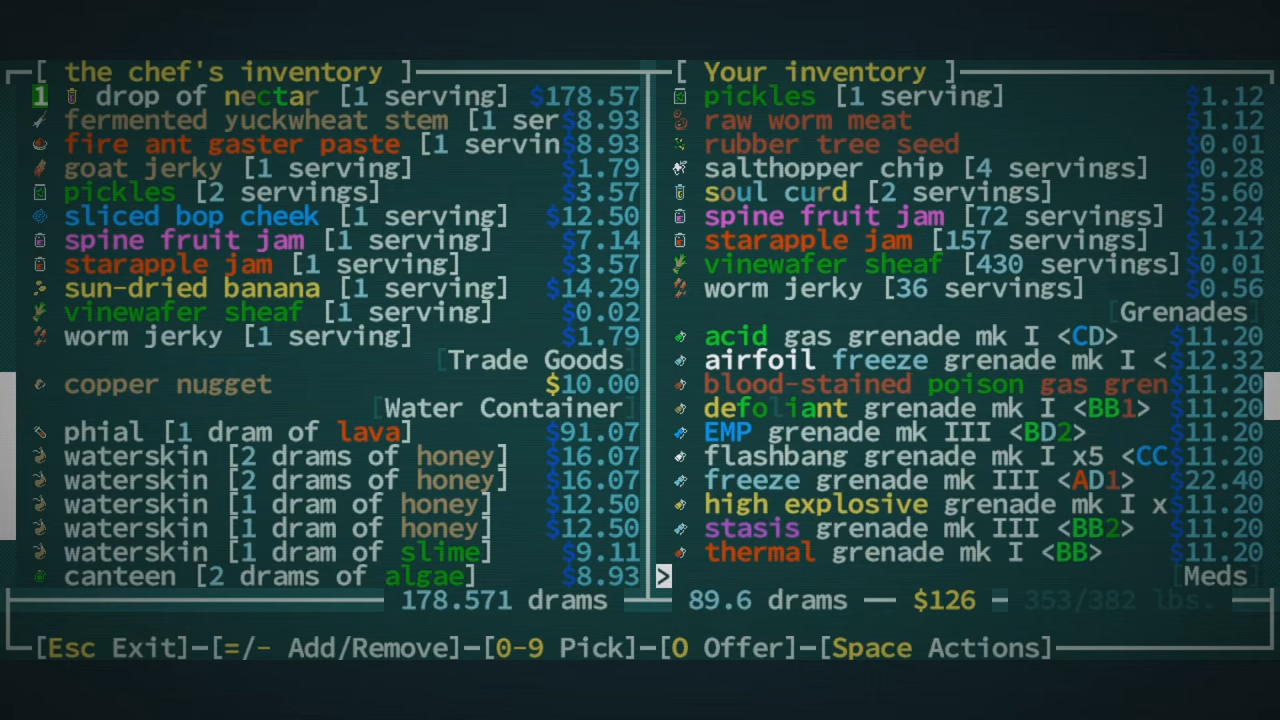 [ the chef's inventory ]
1 drop of nectar [1 serving] $178.57
fermented yuckwheat stem [1 ser$8.93
fire ant gaster paste [1 servin$8.93
goat jerky [1 serving] $1.79
pickles [2 servings] $3.57
sliced bop cheek [1 serving] $12.50
spine fruit jam [1 serving] $7.14
starapple jam [1 serving] $3.57
sun-dried banana [1 serving] $14.29
vinewafer sheaf [1 serving] $0.02
worm jerky [1 serving] $1.79
[Trade Goods]
copper nugget $10.00
[Water Container]
phial [1 dram of lava] $91.07
waterskin [2 drams of honey] $16.07
waterskin [2 drams of honey] $16.07
waterskin [1 dram of honey] $12.50
waterskin [1 dram of honey] $12.50
waterskin [1 dram of slime] $9.11
canteen [2 drams of algae] $8.93
178.571 drams
[ Your inventory ]
pickles [1 serving] $1.12
raw worm meat $1.12
rubber tree seed $0.01
salthopper chip [4 servings] $0.28
soul curd [2 servings] $5.60
spine fruit jam [72 servings] $2.24
starapple jam [157 servings] $1.12
vinewafer sheaf [430 servings] $0.01
worm jerky [36 servings] $0.56
[Grenades]
acid gas grenade mk I <CD> $11.20
airfoil freeze grenade mk I < $12.32
blood-stained poison gas gren$11.20
defoliant grenade mk I <BB1> $11.20
EMP grenade mk III <BD2> $11.20
flashbang grenade mk I x5 <CC$11.20
freeze grenade mk III <AD1> $22.40
high explosive grenade mk I x$11.20
stasis grenade mk III <BB2> $11.20
thermal grenade mk I <BB> $11.20
> [Meds]
89.6 drams — $126 — 353/382 lbs.
[Esc Exit]—[=/- Add/Remove]—[0-9 Pick]—[O Offer]—[Space Actions]